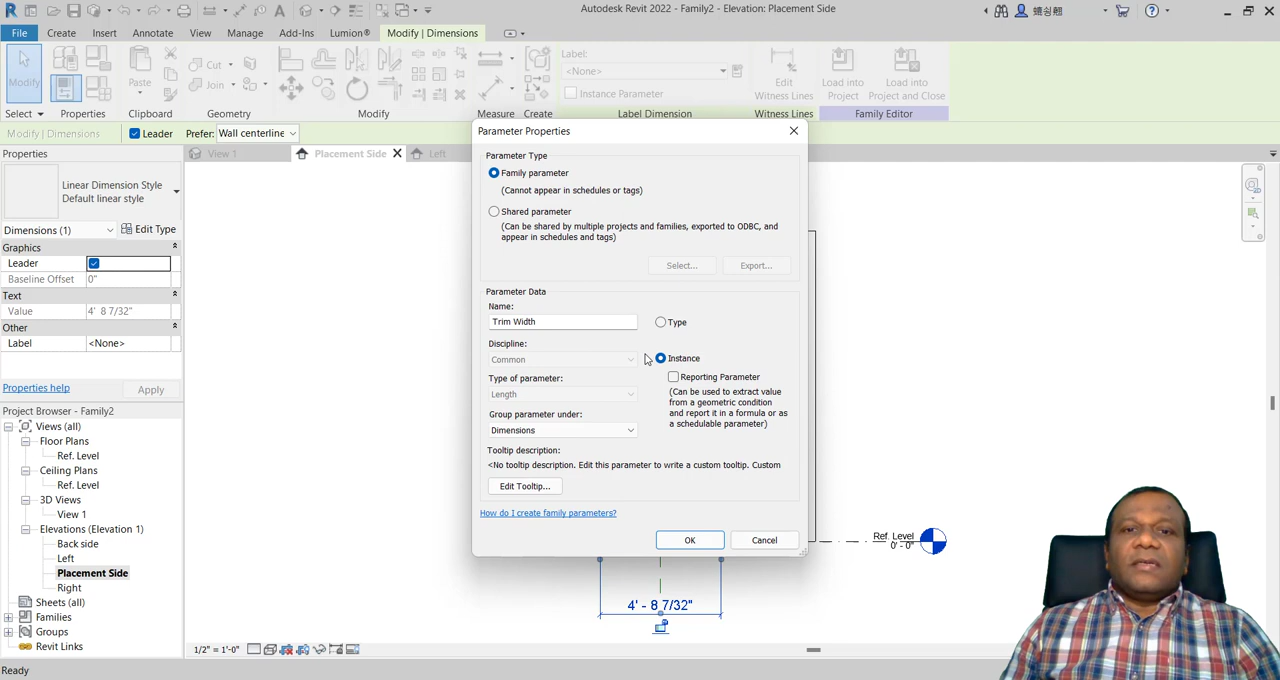 Autodesk Revit 2022 - Family2 - Elevation: Placement Side
File Create Insert Annotate View Manage Add-Ins Lumion® Modify | Dimensions
Modify
Paste
Cut
Join
Label:
<None>
Instance Parameter
Edit
Witness Lines
Load into
Project
Load into
Project and Close
Select Properties Clipboard Geometry Modify Measure Create Label Dimension Witness Lines Family Editor
Modify | Dimensions Leader Prefer: Wall centerline
Properties
View 1 Placement Side Left
Linear Dimension Style
Default linear style
Dimensions (1) Edit Type
Graphics
Leader
Baseline Offset 0"
Text
Value 4' 8 7/32"
Other
Label <None>
Properties help Apply
Project Browser - Family2
Views (all)
Floor Plans
Ref. Level
Ceiling Plans
Ref. Level
3D Views
View 1
Elevations (Elevation 1)
Back side
Left
Placement Side
Right
Sheets (all)
Families
Groups
Revit Links
Parameter Properties
Parameter Type
Family parameter
(Cannot appear in schedules or tags)
Shared parameter
(Can be shared by multiple projects and families, exported to ODBC, and
appear in schedules and tags)
Select... Export...
Parameter Data
Name:
Trim Width Type
Discipline:
Common Instance
Type of parameter: Reporting Parameter
Length
(Can be used to extract value
from a geometric condition
and report it in a formula or as
a schedulable parameter)
Group parameter under:
Dimensions
Tooltip description:
<No tooltip description. Edit this parameter to write a custom tooltip. Custom
Edit Tooltip...
How do I create family parameters?
OK Cancel
Ref. Level
0' - 0"
4' - 8 7/32"
1/2" = 1'-0"
Ready